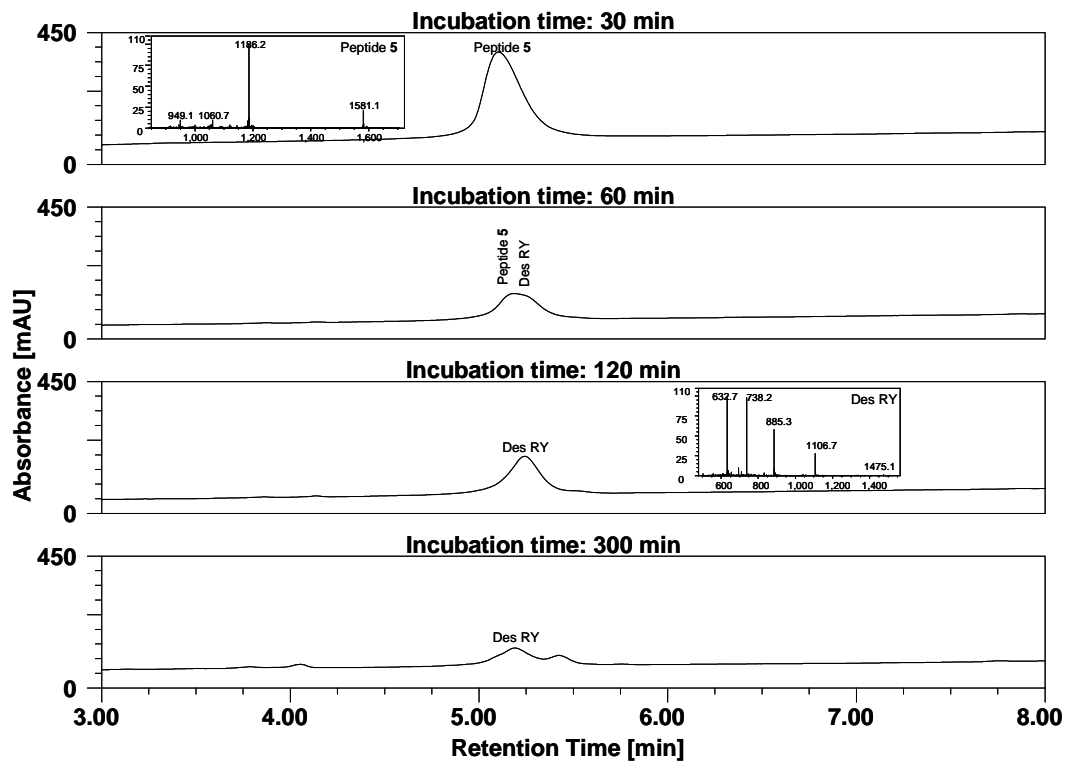 Incubation time: 30 min
450
110
75
50
25
0
1186.2
Peptide 5
949.1 1060.7
1581.1
1,000 1,200 1,400 1,600
Peptide 5
0
Incubation time: 60 min
450
Peptide 5
Des RY
0
Incubation time: 120 min
450
Des RY
110
75
50
25
0
632.7 738.2
Des RY
885.3
1106.7
1475.1
600 800 1,000 1,200 1,400
0
Incubation time: 300 min
450
Des RY
0
3.00 4.00 5.00 6.00 7.00 8.00
Retention Time [min]
Absorbance [mAU]